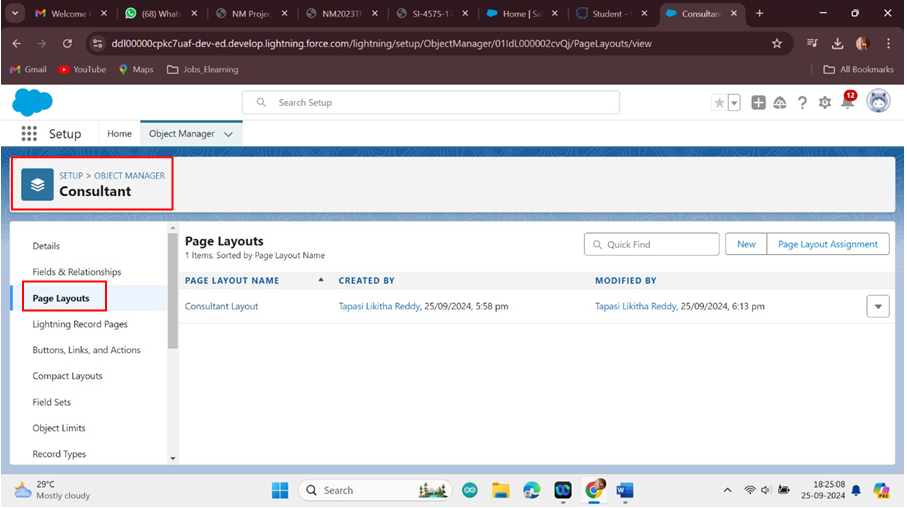 Welcome
(68) Whats
NM Proje
NM2023T
SI-4575-1
Home | Sal
Student -
Consultan
ddl00000cpkc7uaf-dev-ed.develop.lightning.force.com/lightning/setup/ObjectManager/01IdL000002cvQj/PageLayouts/view
Gmail YouTube Maps Jobs_Elearning All Bookmarks
Search Setup
12
Setup Home Object Manager
SETUP > OBJECT MANAGER
Consultant
Details
Fields & Relationships
Page Layouts
Lightning Record Pages
Buttons, Links, and Actions
Compact Layouts
Field Sets
Object Limits
Record Types
Page Layouts
1 Items, Sorted by Page Layout Name
Quick Find
New
Page Layout Assignment
PAGE LAYOUT NAME CREATED BY MODIFIED BY
Consultant Layout Tapasi Likitha Reddy, 25/09/2024, 5:58 pm Tapasi Likitha Reddy, 25/09/2024, 6:13 pm
29°C
Mostly cloudy
Search
18:25:08
25-09-2024
PRE